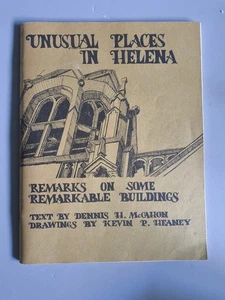 UNUSUAL PLACES
IN HELENA
REMARKS ON SOME
REMARKABLE BUILDINGS
TEXT BY DENNIS H. McCAHON
DRAWINGS BY KEVIN P. HEANEY